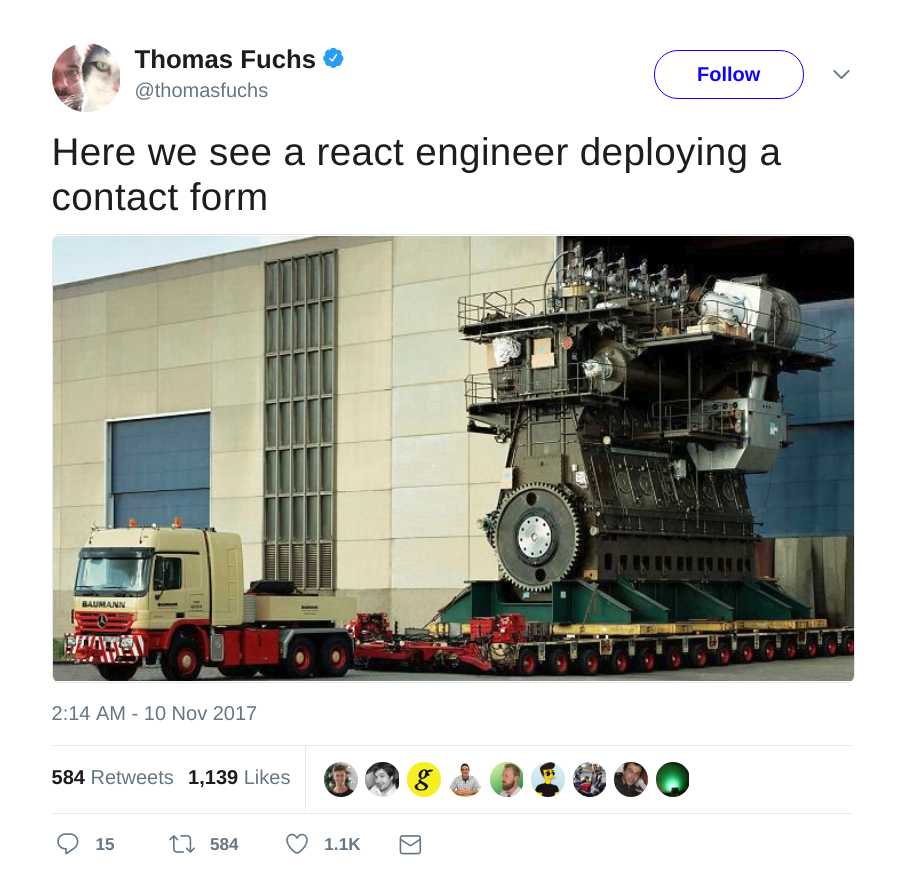 Thomas Fuchs
@thomasfuchs
Follow
Here we see a react engineer deploying a
contact form
BAUMANN
2:14 AM - 10 Nov 2017
584 Retweets 1,139 Likes
g
15 584 1.1K